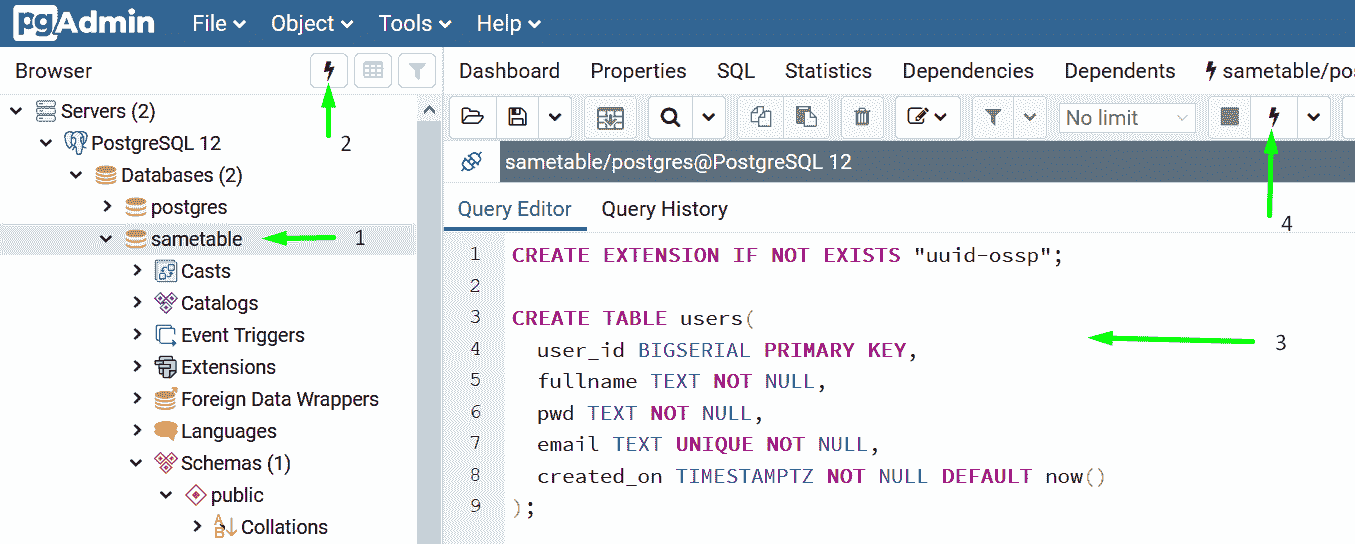 pgAdmin File Object Tools Help
Browser
Dashboard Properties SQL Statistics Dependencies Dependents sametable/pos
Servers (2)
No limit
PostgreSQL 12
2
sametable/postgres@PostgreSQL 12
Databases (2)
postgres
Query Editor Query History
4
sametable
1
1 CREATE EXTENSION IF NOT EXISTS "uuid-ossp";
2
3 CREATE TABLE users(
4 user_id BIGSERIAL PRIMARY KEY,
5 fullname TEXT NOT NULL,
6 pwd TEXT NOT NULL,
7 email TEXT UNIQUE NOT NULL,
8 created_on TIMESTAMPTZ NOT NULL DEFAULT now()
9 );
3
Casts
Catalogs
Event Triggers
Extensions
Foreign Data Wrappers
Languages
Schemas (1)
public
Collations